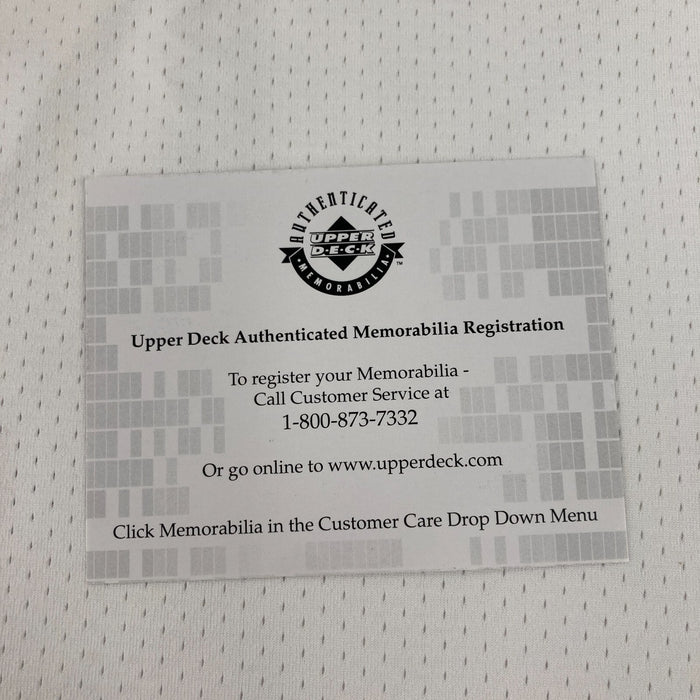 AUTHENTICATED
UPPER
D·E·C·K
·MEMORABILIA·
TM
Upper Deck Authenticated Memorabilia Registration
To register your Memorabilia -
Call Customer Service at
1-800-873-7332
Or go online to www.upperdeck.com
Click Memorabilia in the Customer Care Drop Down Menu